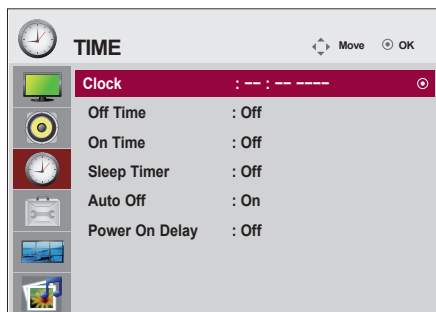 TIME Move OK
Clock : -- : -- ----
Off Time : Off
On Time : Off
Sleep Timer : Off
Auto Off : On
Power On Delay : Off